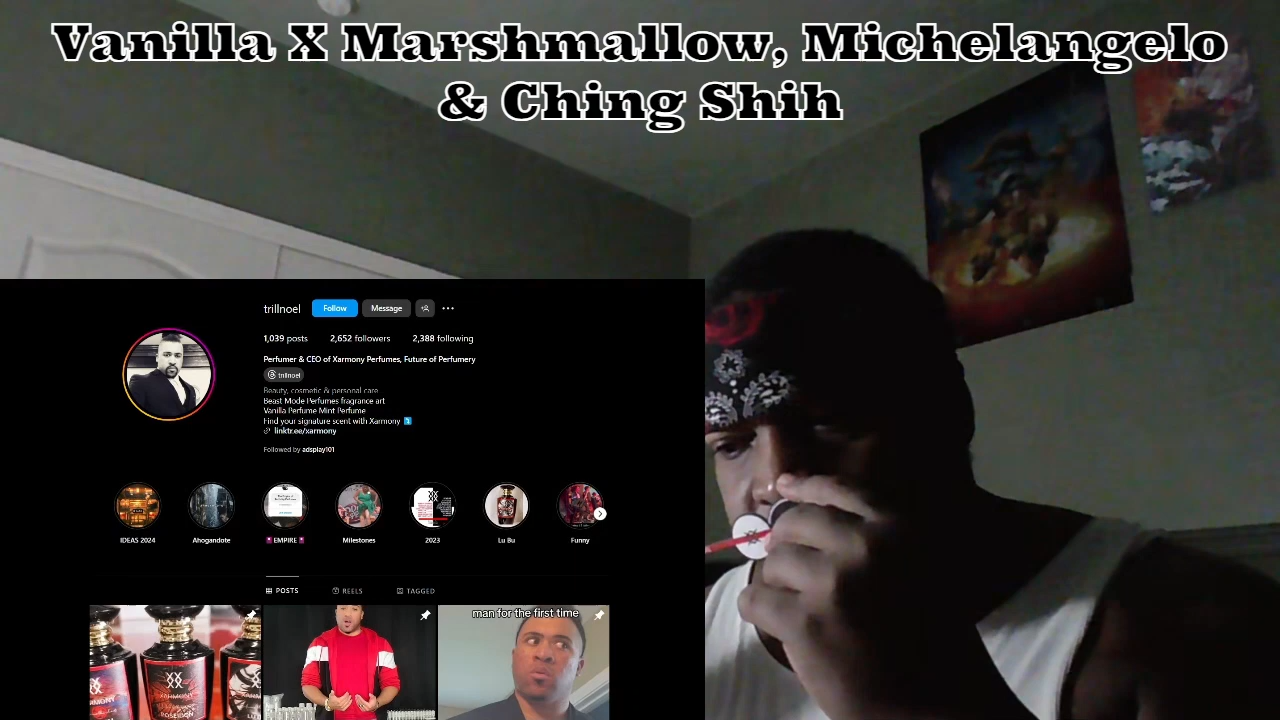 Vanilla X Marshmallow, Michelangelo
& Ching Shih
trillnoel Follow Message
1,039 posts 2,652 followers 2,388 following
Perfumer & CEO of Xarmony Perfumes, Future of Perfumery
trillnoel
Beauty, cosmetic & personal care
Beast Mode Perfumes fragrance art
Vanilla Perfume Mint Perfume
Find your signature scent with Xarmony
linktr.ee/xarmony
Followed by adsplay101
IDEAS 2024 Ahogandote EMPIRE Milestones 2023 Lu Bu Funny
POSTS REELS TAGGED
man for the first time
XARMONY
POSEIDON